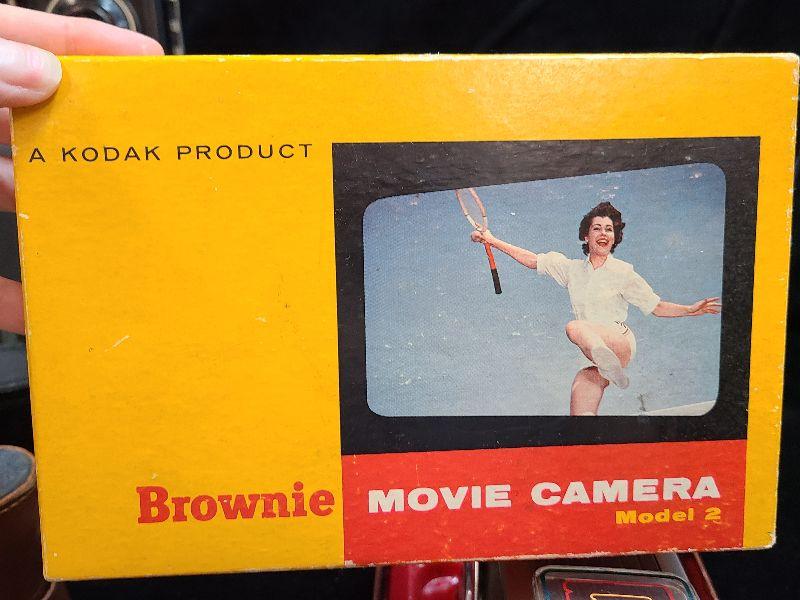 A KODAK PRODUCT
Brownie MOVIE CAMERA
Model 2